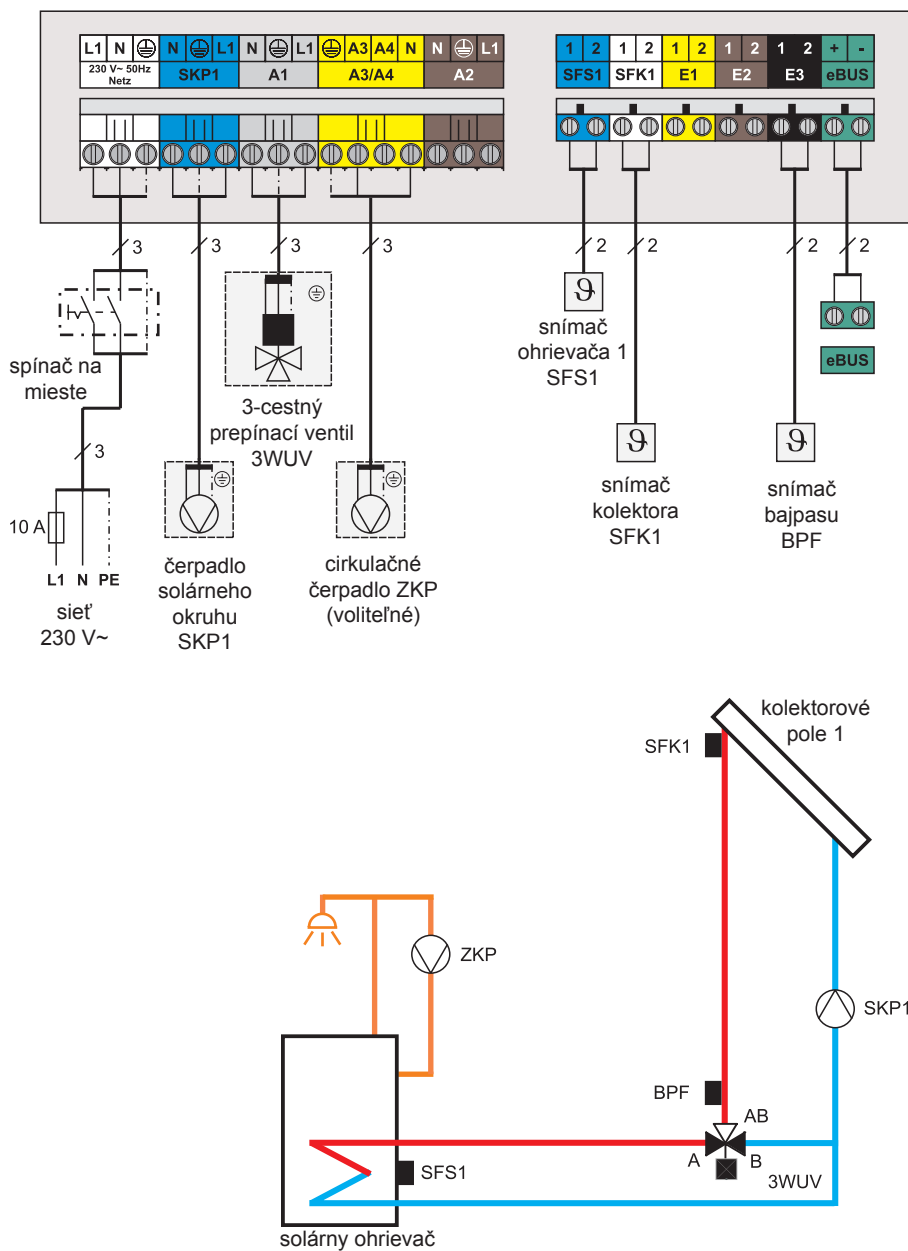 L1 N N L1 N L1 A3 A4 N N L1
230 V~ 50Hz
Netz
SKP1 A1 A3/A4 A2
1 2 1 2 1 2 1 2 1 2 + -
SFS1 SFK1 E1 E2 E3 eBUS
3 3 3 3 2 2 2 2
spínač na
mieste
3
10 A
L1 N PE
sieť
230 V~
čerpadlo
solárneho
okruhu
SKP1
3-cestný
prepínací ventil
3WUV
cirkulačné
čerpadlo ZKP
(voliteľné)
ϑ
snímač
ohrievača 1
SFS1
ϑ
snímač
kolektora
SFK1
ϑ
snímač
bajpasu
BPF
eBUS
kolektorové
pole 1
SFK1
ZKP
SKP1
BPF
AB
A
B
3WUV
SFS1
solárny ohrievač